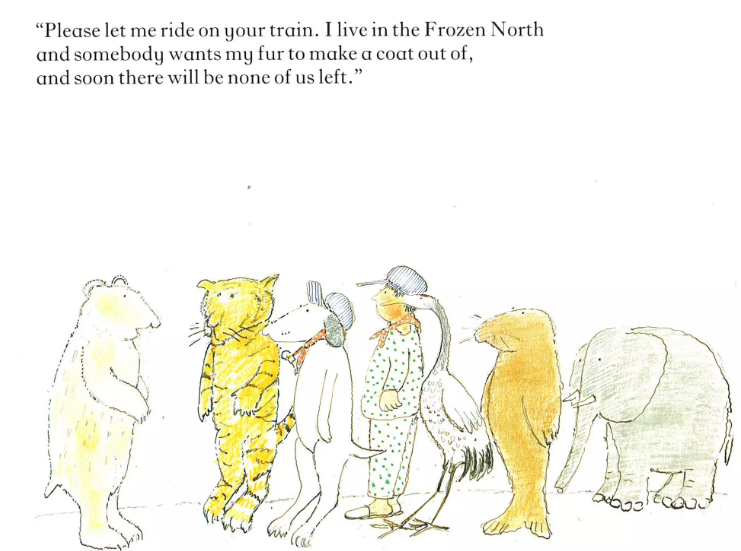 “Please let me ride on your train. I live in the Frozen North
and somebody wants my fur to make a coat out of,
and soon there will be none of us left.”